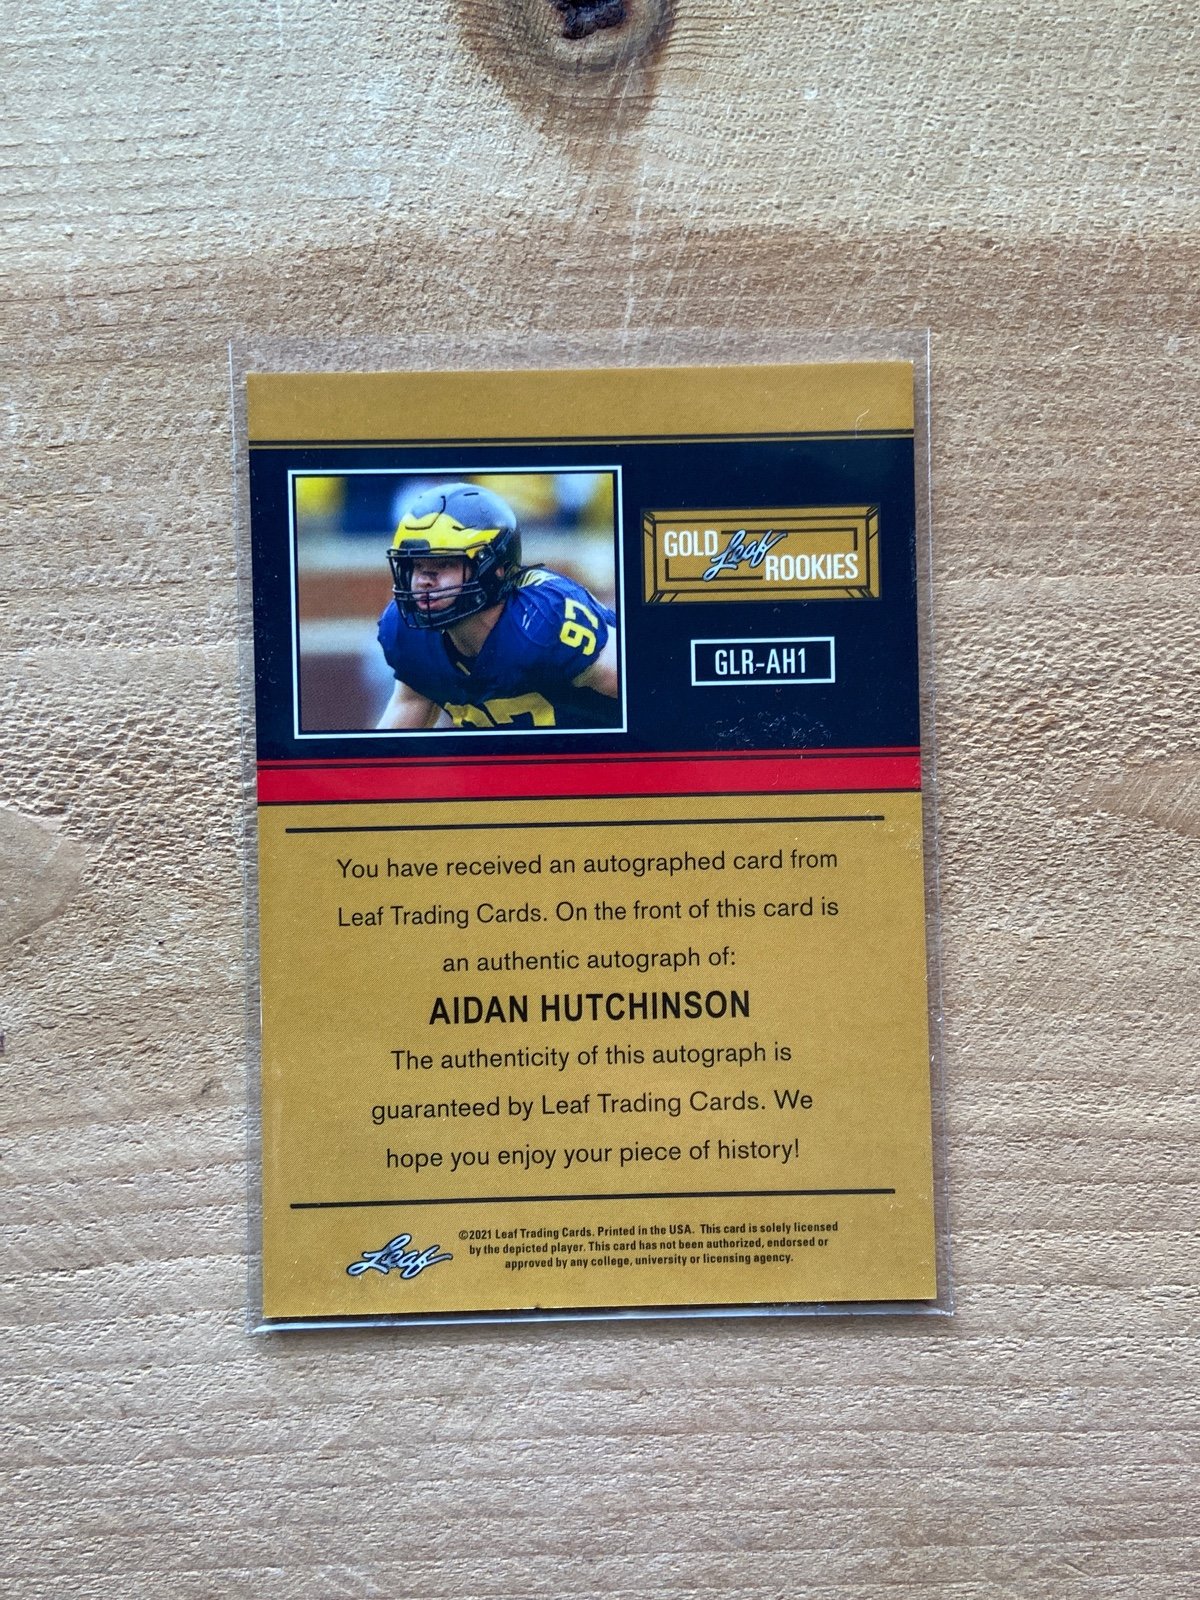 GOLD Leaf ROOKIES
97
GLR-AH1
97
You have received an autographed card from
Leaf Trading Cards. On the front of this card is
an authentic autograph of:
AIDAN HUTCHINSON
The authenticity of this autograph is
guaranteed by Leaf Trading Cards. We
hope you enjoy your piece of history!
Leaf
©2021 Leaf Trading Cards. Printed in the USA. This card is solely licensed
by the depicted player. This card has not been authorized, endorsed or
approved by any college, university or licensing agency.